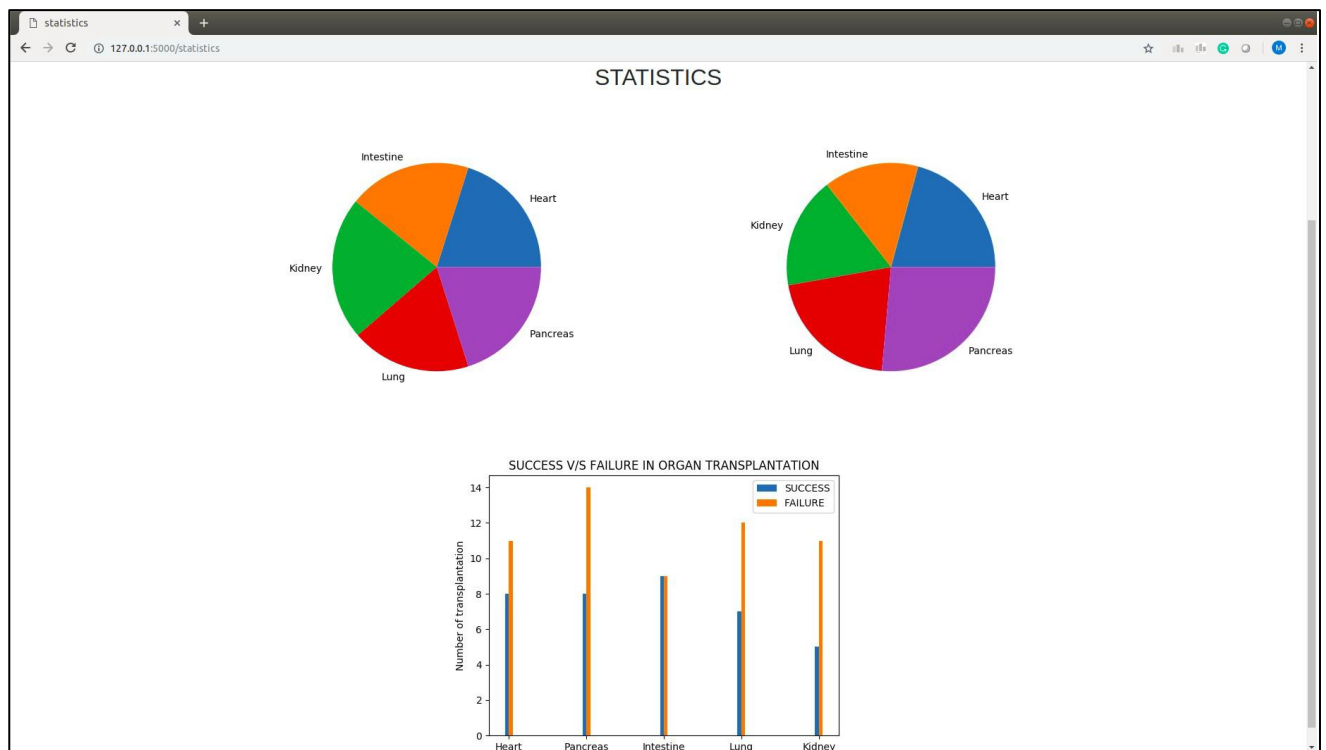 statistics
127.0.0.1:5000/statistics
M
STATISTICS
Intestine
Heart
Kidney
Pancreas
Lung
Intestine
Heart
Kidney
Lung
Pancreas
SUCCESS V/S FAILURE IN ORGAN TRANSPLANTATION
SUCCESS
FAILURE
Number of transplantation
14
12
10
8
6
4
2
0
Heart Pancreas Intestine Lung Kidney